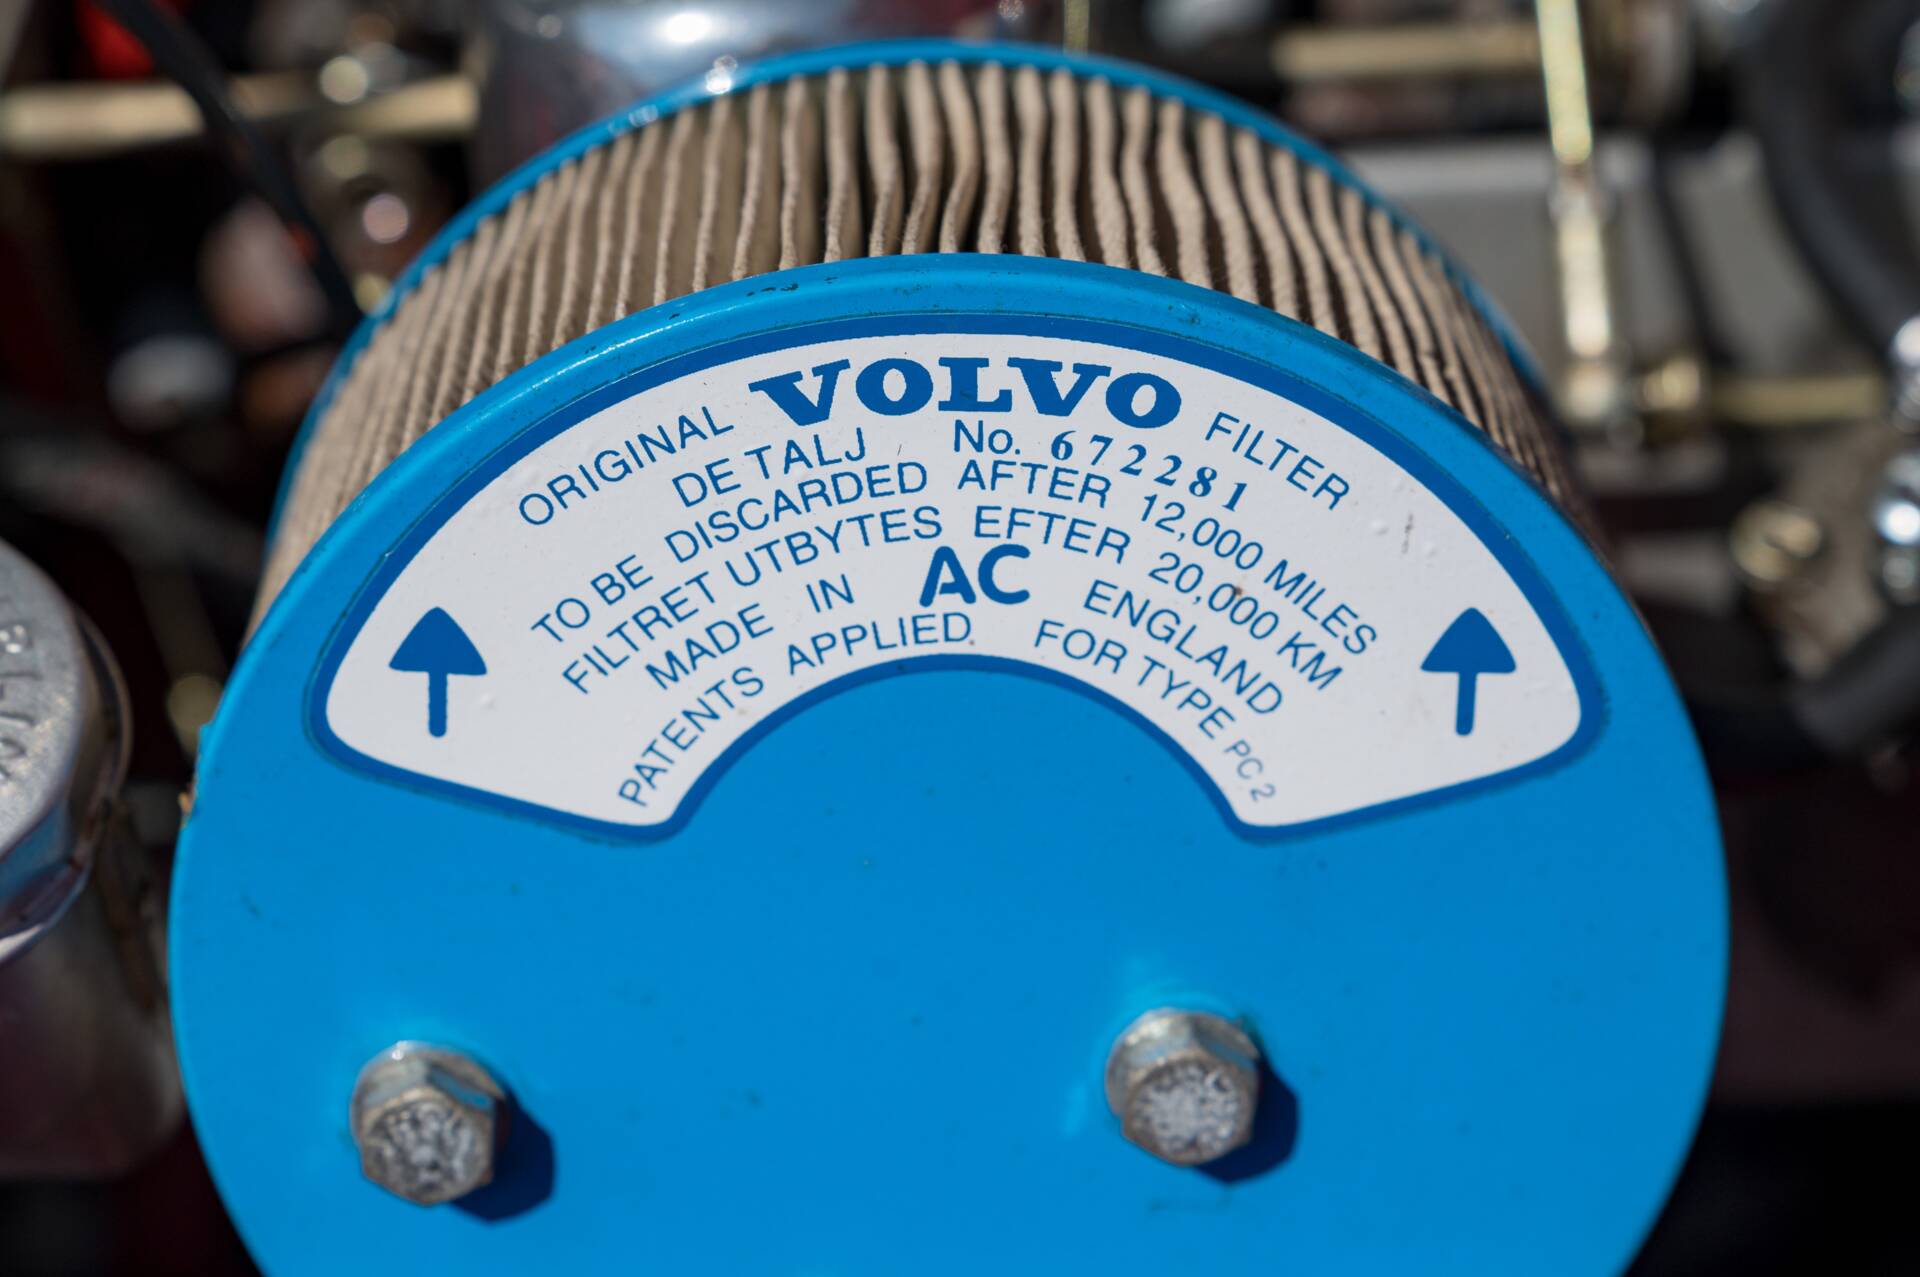 ORIGINAL VOLVO FILTER
DETALJ No. 672281
TO BE DISCARDED AFTER 12,000 MILES
FILTRET UTBYTES EFTER 20,000 KM
MADE IN AC ENGLAND
PATENTS APPLIED FOR TYPE PC 2